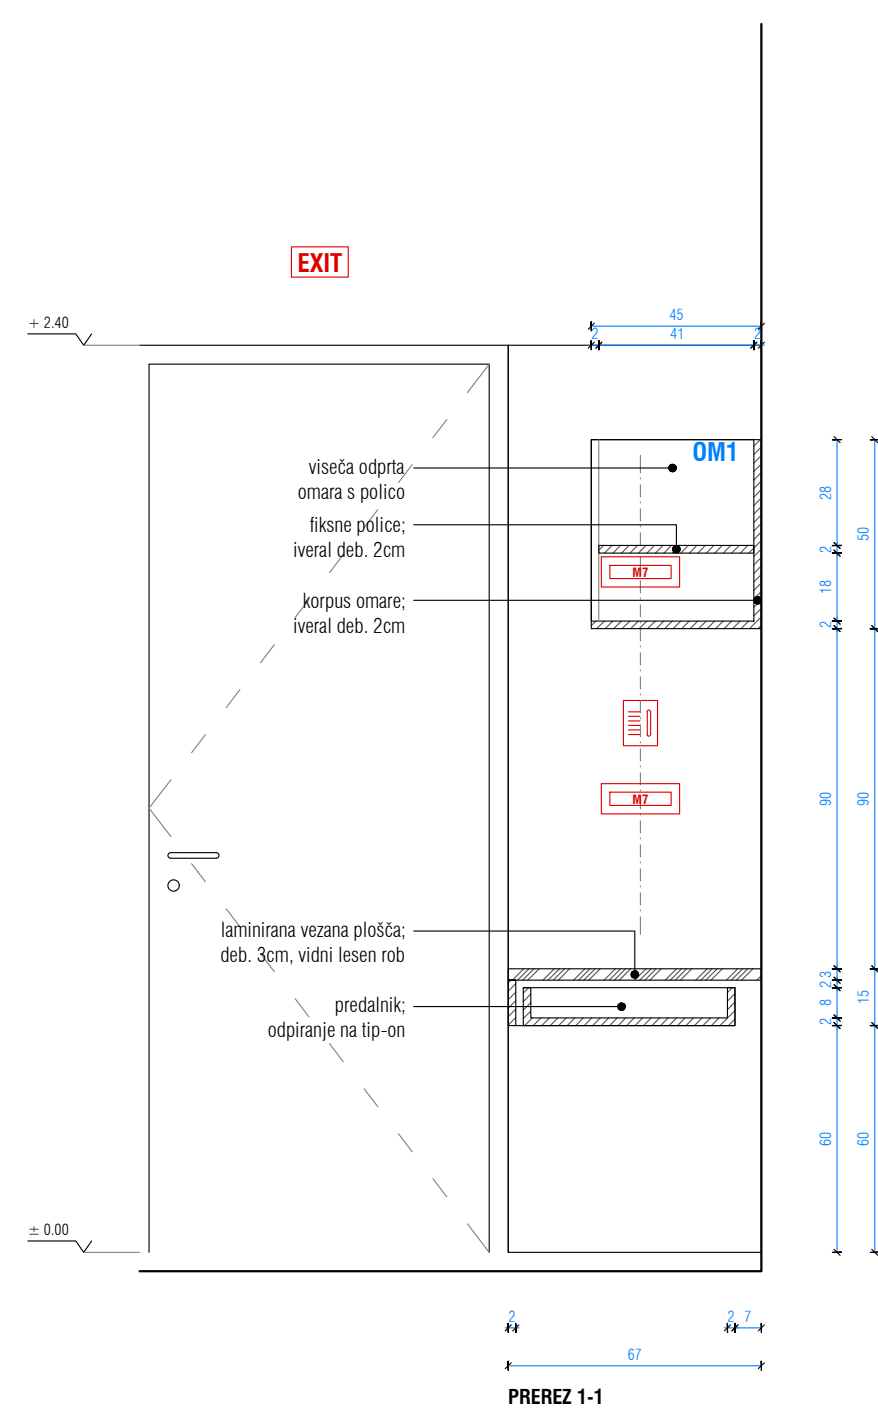 EXIT
+ 2.40
45
2
41
2
OM1
viseča odprta
omara s polico
fiksne police;
iveral deb. 2cm
M7
korpus omare;
iveral deb. 2cm
28
2
18
2
50
M7
90
90
laminirana vezana plošča;
deb. 3cm, vidni lesen rob
predalnik;
odpiranje na tip-on
3
2
8
2
15
60
60
± 0.00
2
2
7
67
PREREZ 1-1